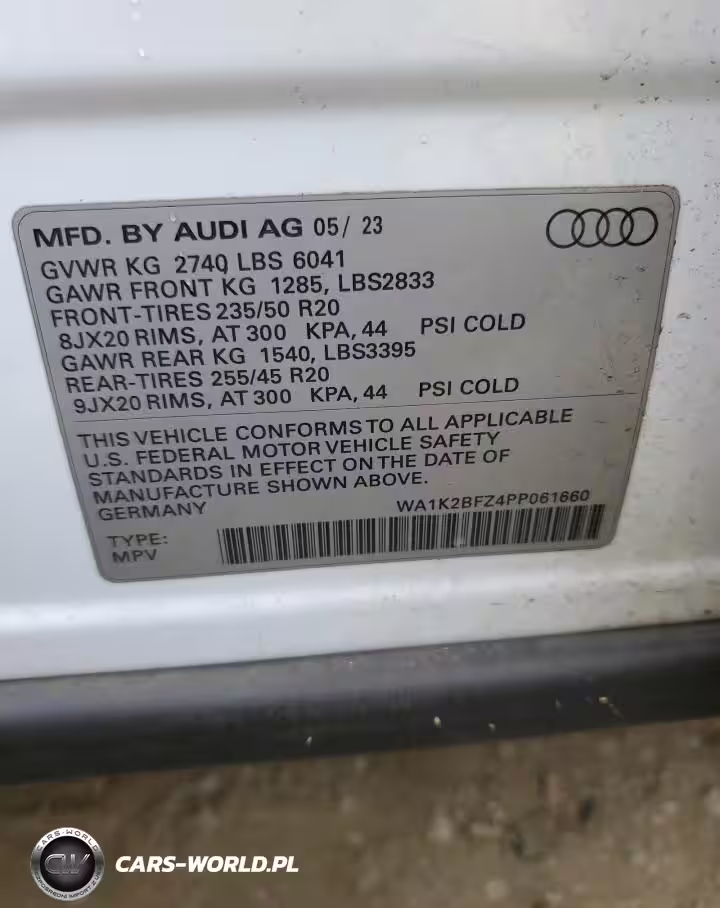 MFD. BY AUDI AG 05/ 23
GVWR KG 2740 LBS 6041
GAWR FRONT KG 1285, LBS2833
FRONT-TIRES 235/50 R20
8JX20 RIMS, AT 300 KPA, 44 PSI COLD
GAWR REAR KG 1540, LBS3395
REAR-TIRES 255/45 R20
9JX20 RIMS, AT 300 KPA, 44 PSI COLD
THIS VEHICLE CONFORMS TO ALL APPLICABLE
U.S. FEDERAL MOTOR VEHICLE SAFETY
STANDARDS IN EFFECT ON THE DATE OF
MANUFACTURE SHOWN ABOVE.
GERMANY WA1K2BFZ4PP061660
TYPE:
MPV
CARS-WORLD
CW
CARS-WORLD.PL